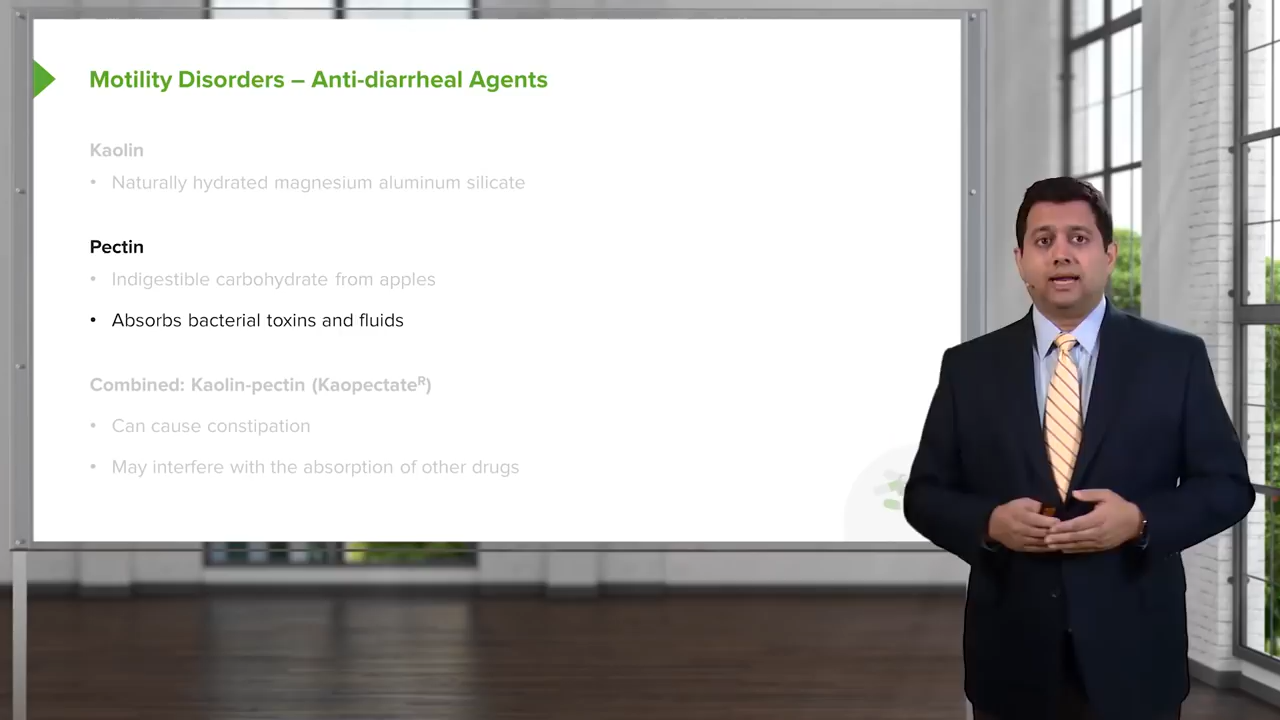 Motility Disorders – Anti-diarrheal Agents
Kaolin
• Naturally hydrated magnesium aluminum silicate
Pectin
• Indigestible carbohydrate from apples
• Absorbs bacterial toxins and fluids
Combined: Kaolin-pectin (Kaopectateᴿ)
• Can cause constipation
• May interfere with the absorption of other drugs